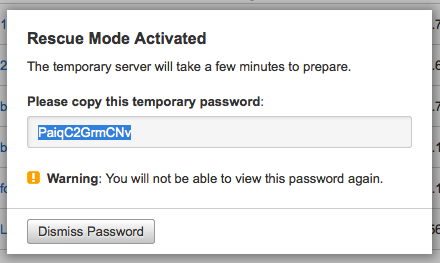 Rescue Mode Activated
The temporary server will take a few minutes to prepare.
Please copy this temporary password:
PaiqC2GrmCNv
Warning: You will not be able to view this password again.
Dismiss Password